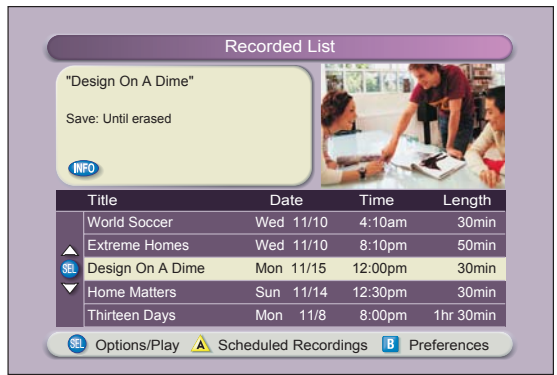 Recorded List
"Design On A Dime"
Save: Until erased
INFO
Title Date Time Length
World Soccer Wed 11/10 4:10am 30min
Extreme Homes Wed 11/10 8:10pm 50min
SEL Design On A Dime Mon 11/15 12:00pm 30min
Home Matters Sun 11/14 12:30pm 30min
Thirteen Days Mon 11/8 8:00pm 1hr 30min
SEL Options/Play A Scheduled Recordings B Preferences